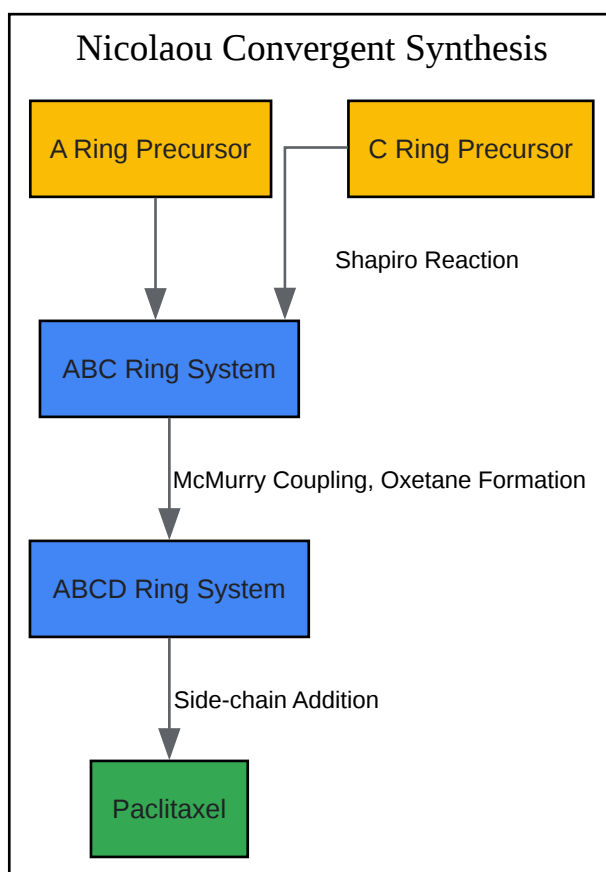 Nicolaou Convergent Synthesis
A Ring Precursor
C Ring Precursor
Shapiro Reaction
ABC Ring System
McMurry Coupling, Oxetane Formation
ABCD Ring System
Side-chain Addition
Paclitaxel